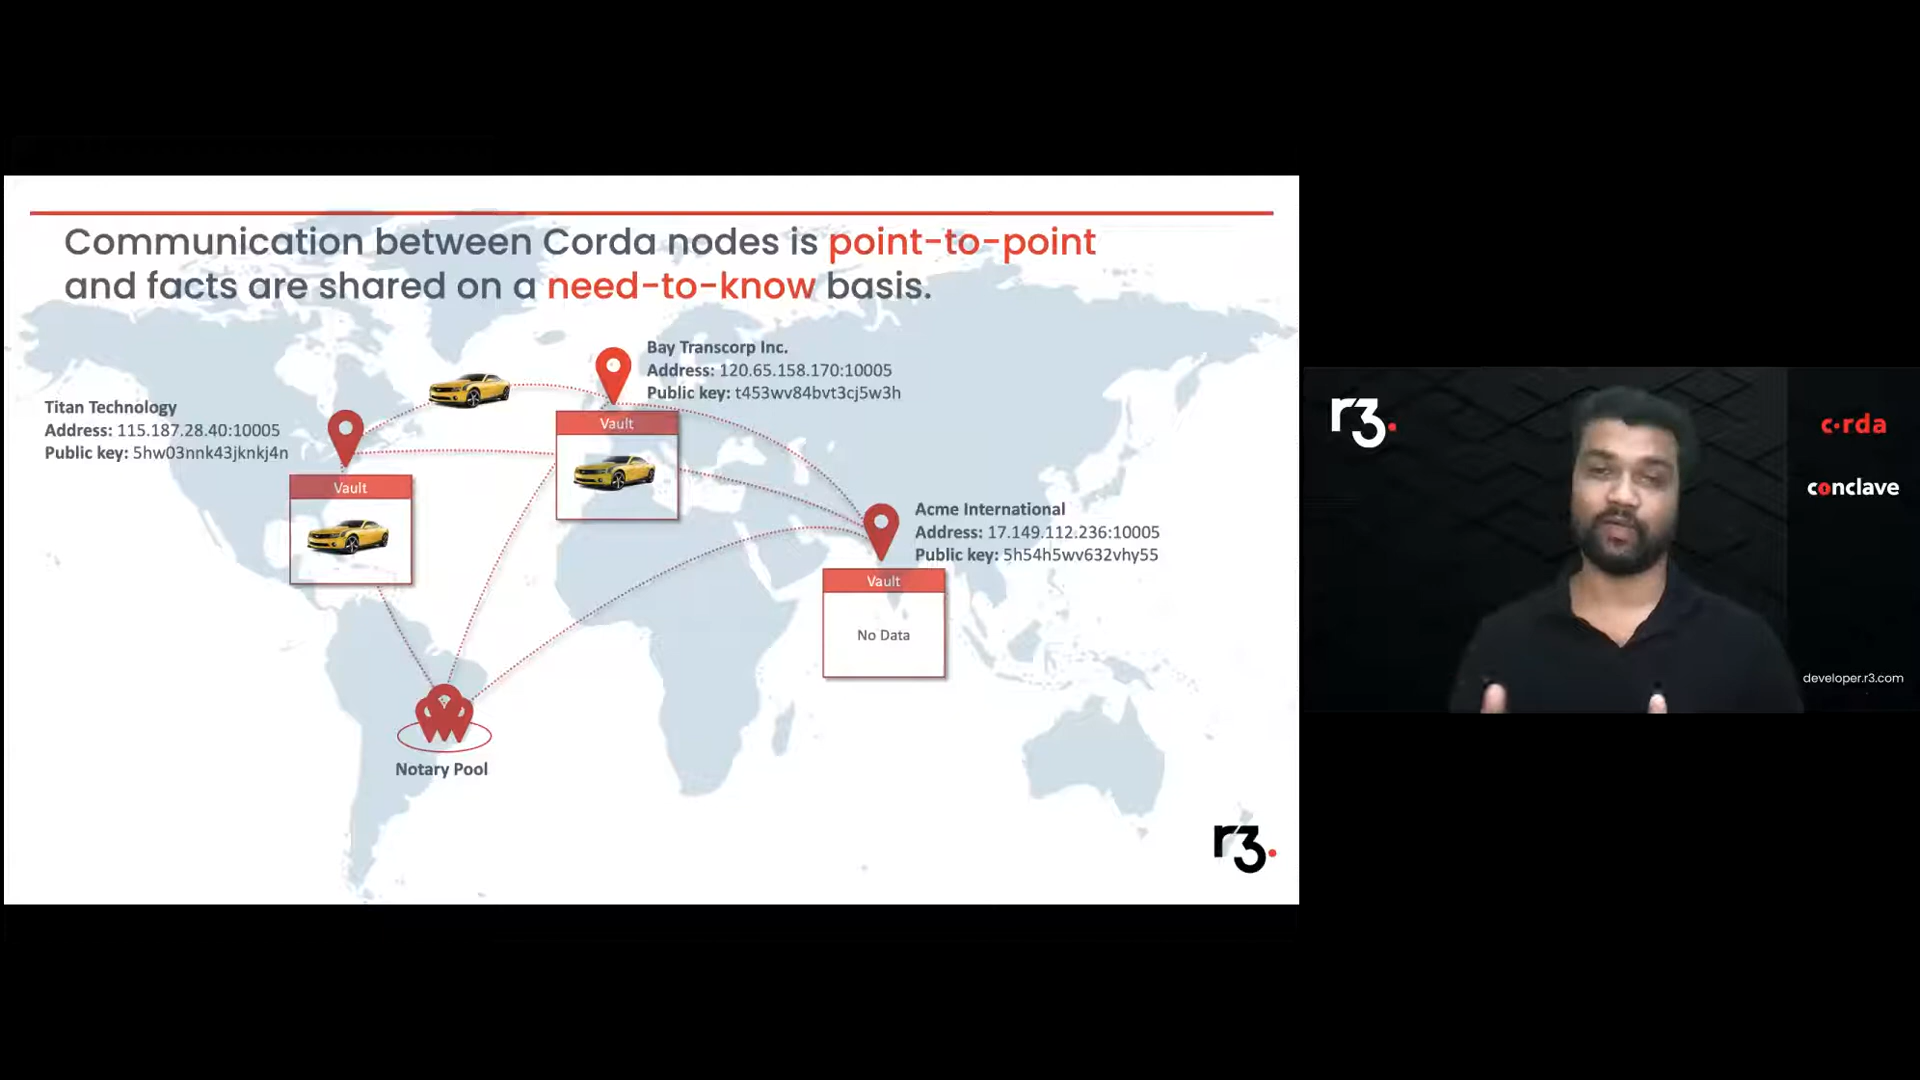 Communication between Corda nodes is point-to-point
and facts are shared on a need-to-know basis.
Bay Transcorp Inc.
Address: 120.65.158.170:10005
Public key: t453wv84bvt3cj5w3h
Titan Technology
Address: 115.187.28.40:10005
Public key: 5hw03nnk43jknkj4n
Vault
Vault
Acme International
Address: 17.149.112.236:10005
Public key: 5h54h5wv632vhy55
Vault
No Data
Notary Pool
r3.
r3.
c·rda
conclave
developer.r3.com